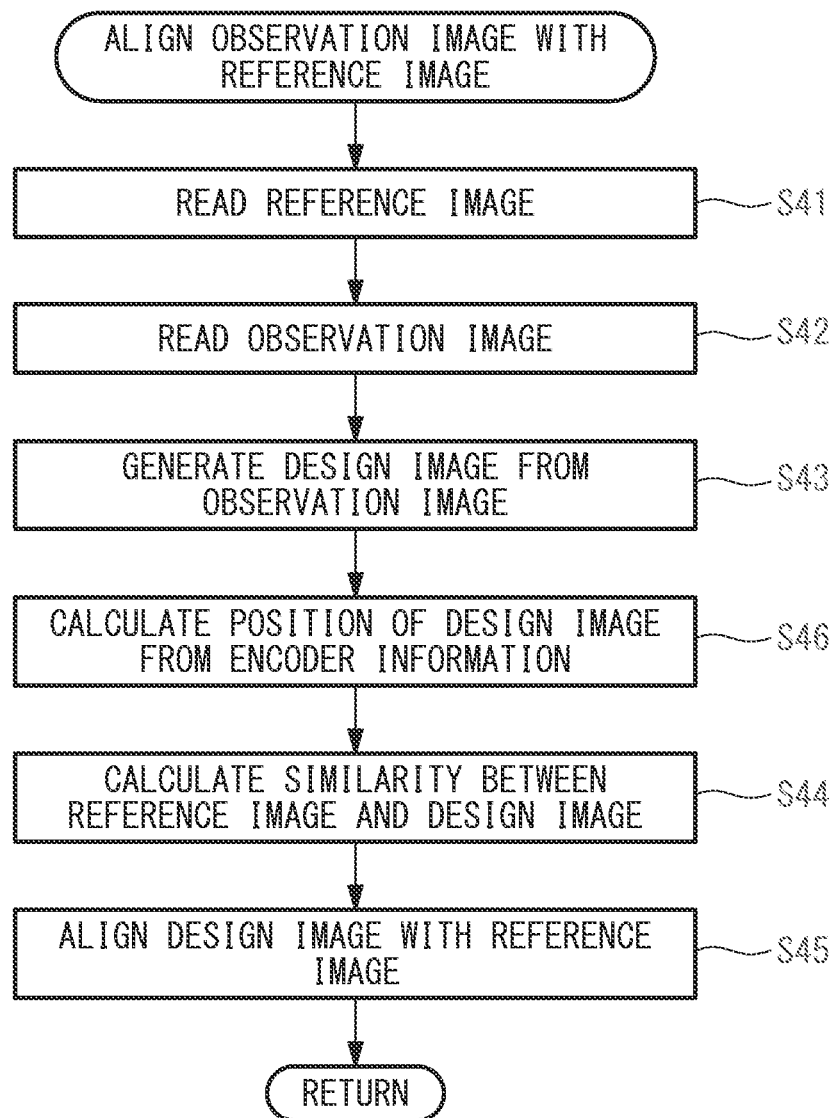 ALIGN OBSERVATION IMAGE WITH
REFERENCE IMAGE
READ REFERENCE IMAGE
S41
READ OBSERVATION IMAGE
S42
GENERATE DESIGN IMAGE FROM
OBSERVATION IMAGE
S43
CALCULATE POSITION OF DESIGN IMAGE
FROM ENCODER INFORMATION
S46
CALCULATE SIMILARITY BETWEEN
REFERENCE IMAGE AND DESIGN IMAGE
S44
ALIGN DESIGN IMAGE WITH REFERENCE
IMAGE
S45
RETURN